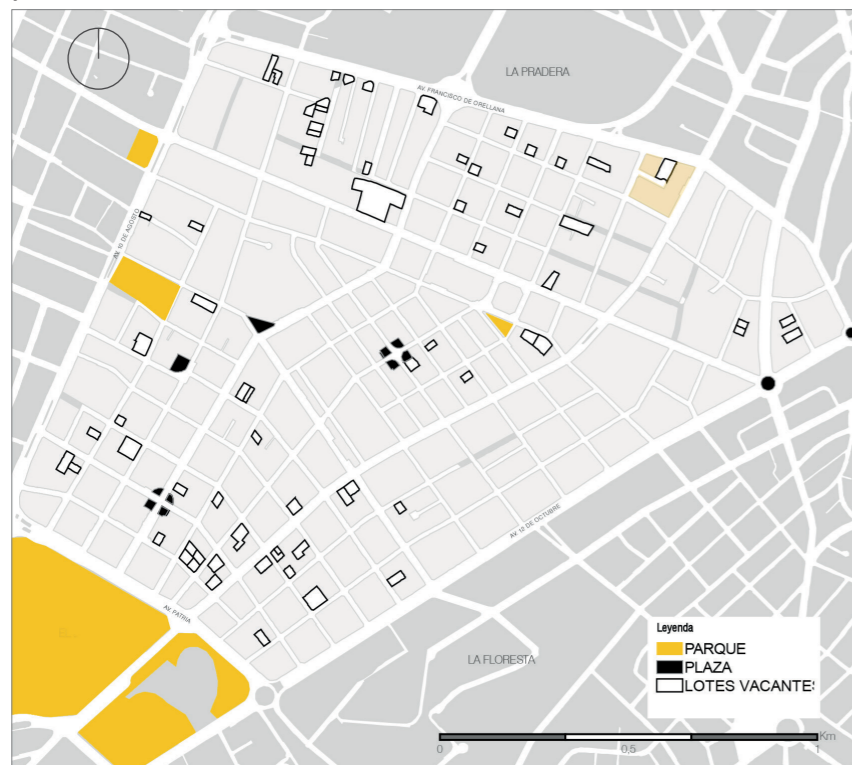 LA PRADERA
AV. FRANCISCO DE ORELLANA
AV. 10 DE AGOSTO
AV. 12 DE OCTUBRE
AV. PATRIA
LA FLORESTA
Leyenda
PARQUE
PLAZA
LOTES VACANTES
Km
0
0,5
1